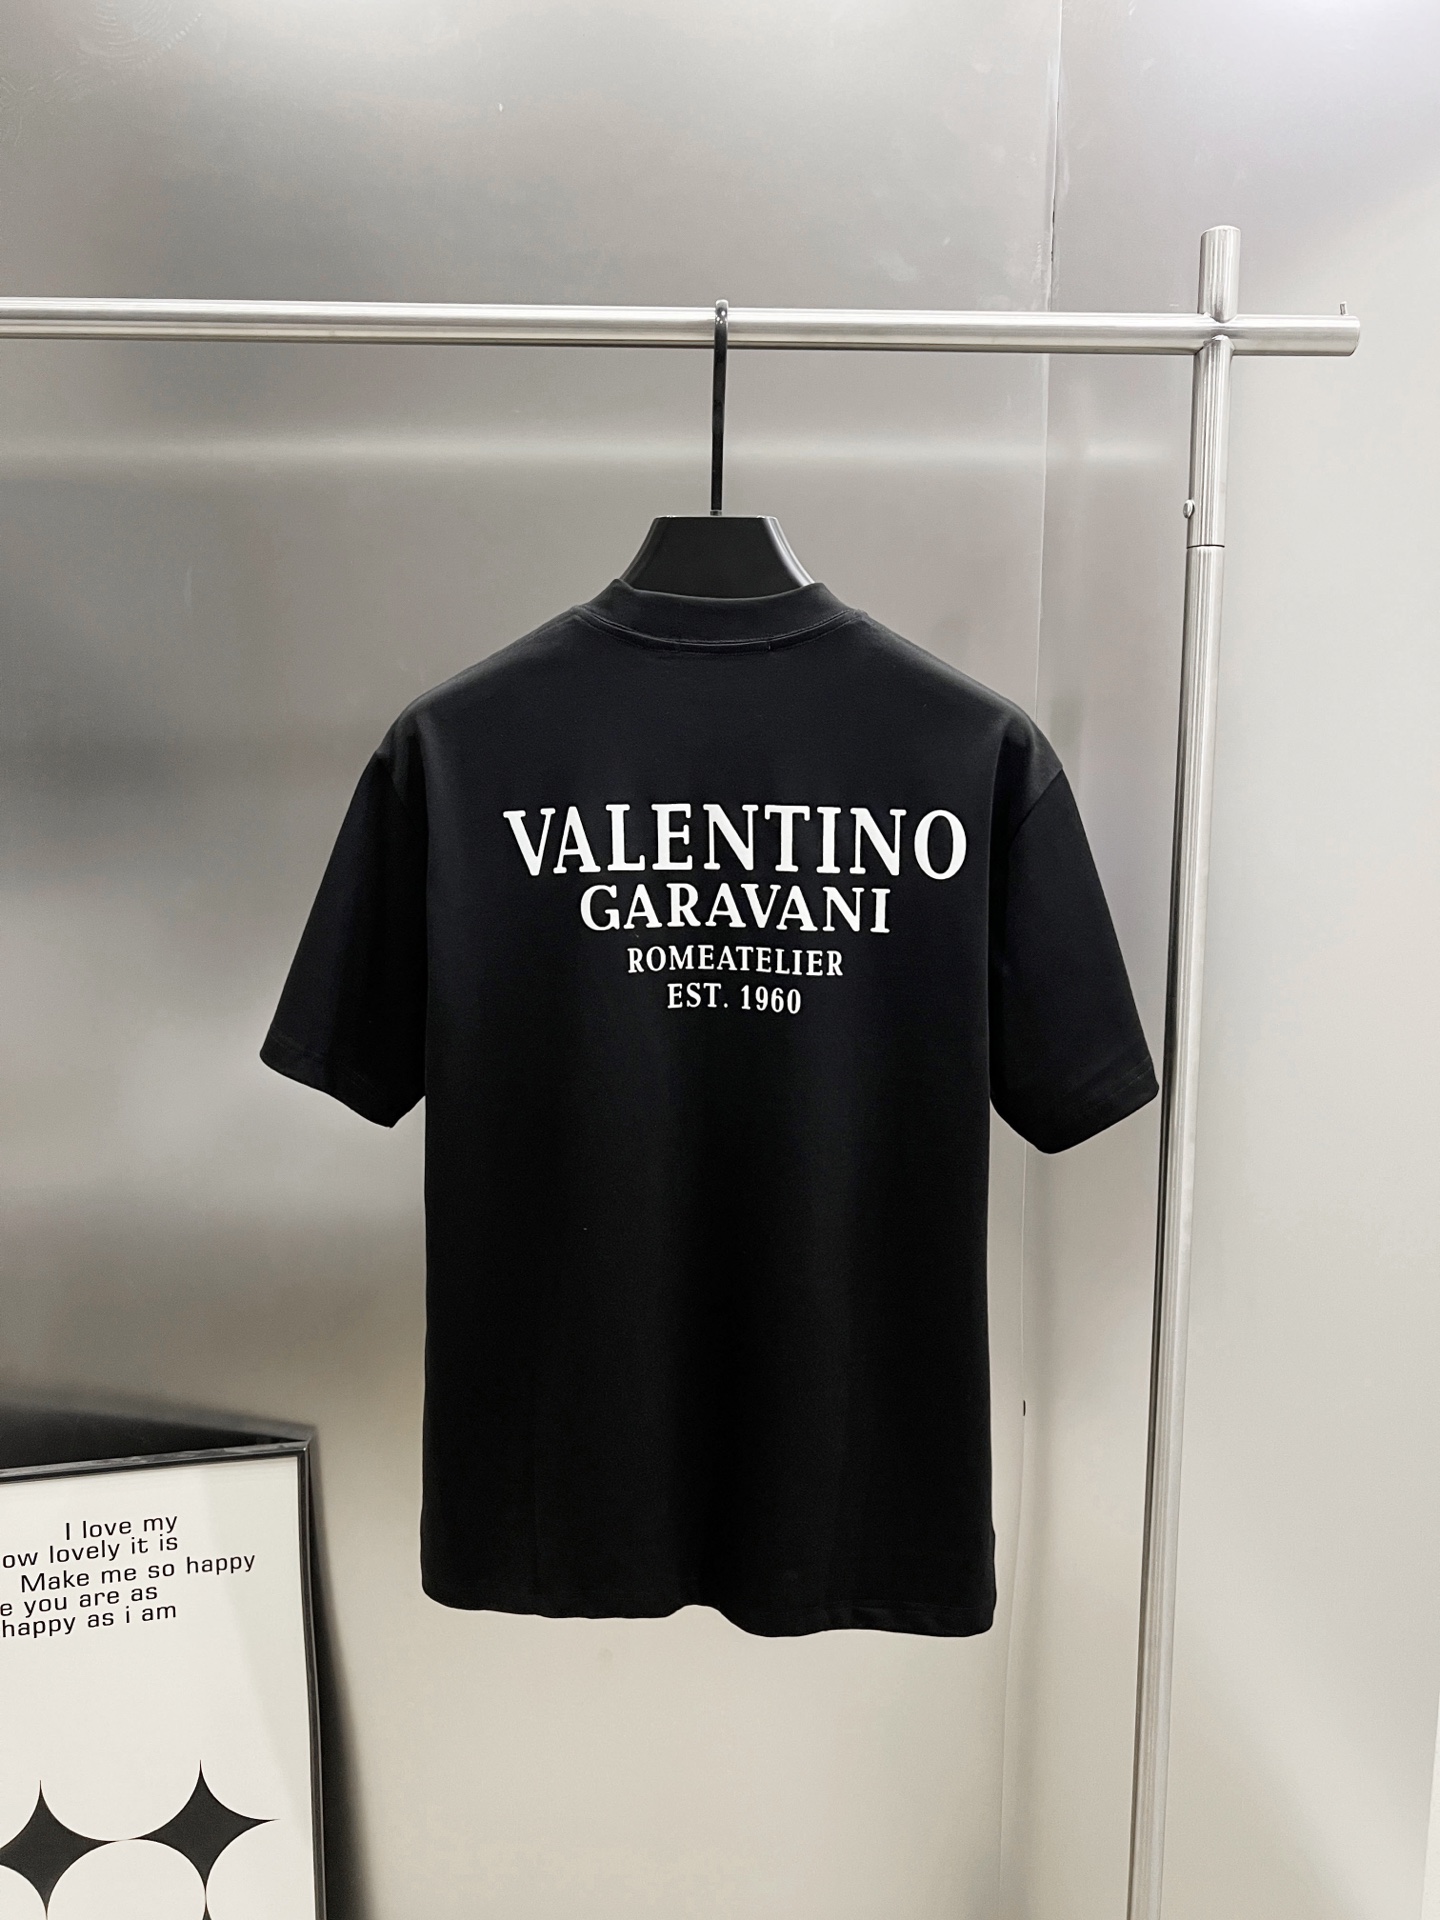 VALENTINO
GARAVANI
ROMEATELIER
EST. 1960
I love my
ow lovely it is
Make me so happy
e you are as
happy as i am